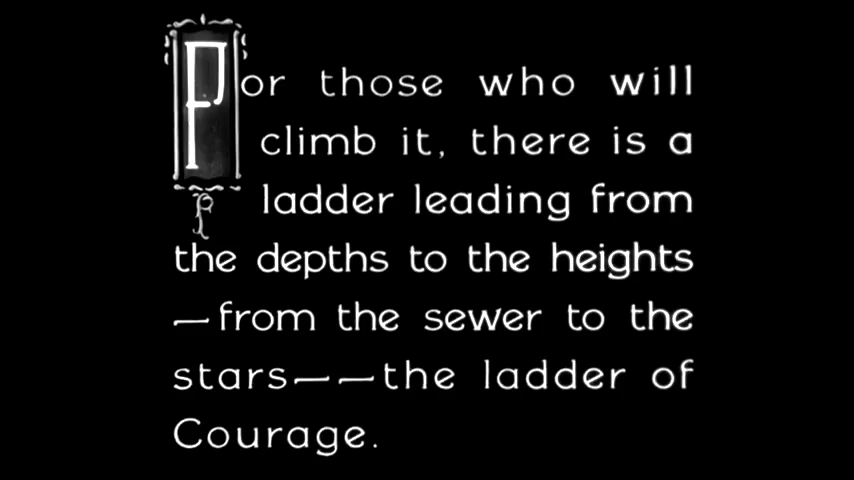 For those who will
climb it, there is a
ladder leading from
the depths to the heights
—from the sewer to the
stars——the ladder of
Courage.